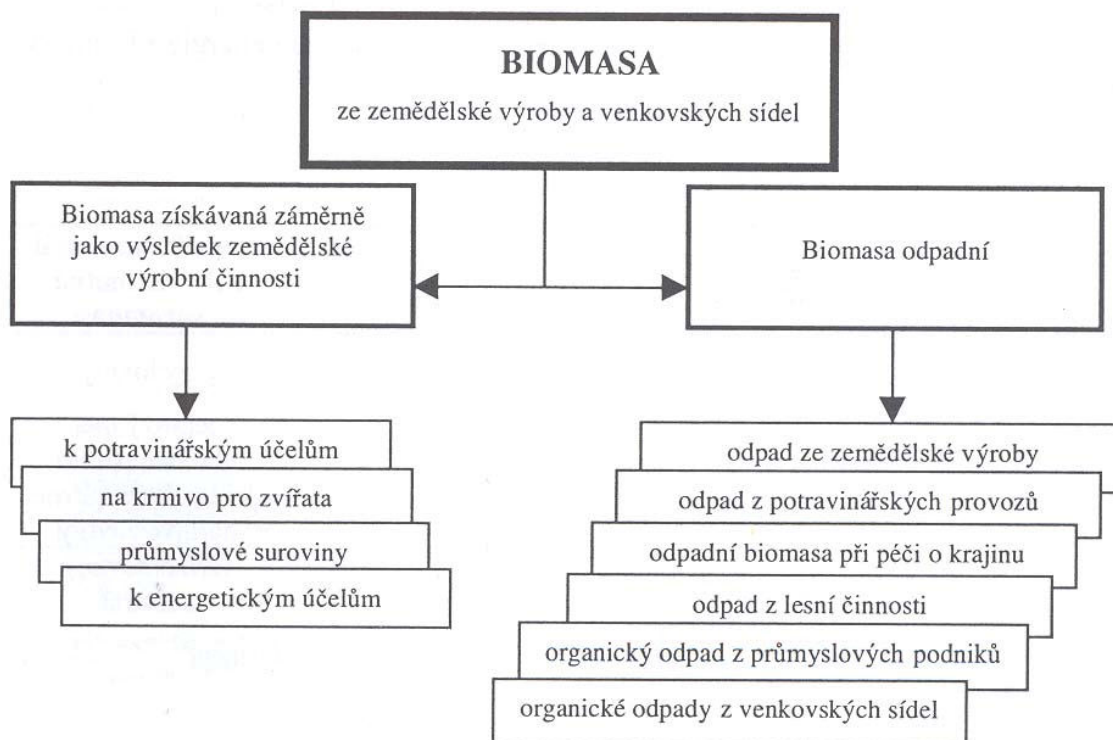 BIOMASA
ze zemědělské výroby a venkovských sídel
Biomasa získávaná záměrně
jako výsledek zemědělské
výrobní činnosti
Biomasa odpadní
k potravinářským účelům
na krmivo pro zvířata
průmyslové suroviny
k energetickým účelům
odpad ze zemědělské výroby
odpad z potravinářských provozů
odpadní biomasa při péči o krajinu
odpad z lesní činnosti
organický odpad z průmyslových podniků
organické odpady z venkovských sídel